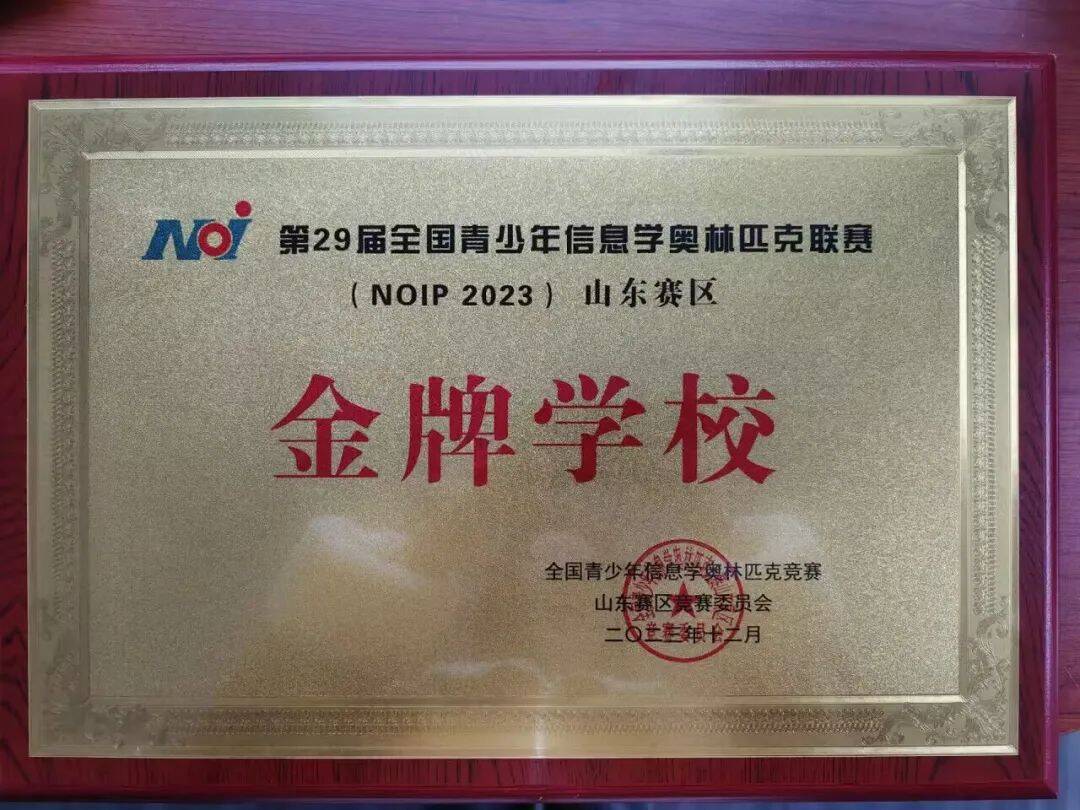 NOI 第29届全国青少年信息学奥林匹克联赛
（NOIP 2023） 山东赛区
金牌学校
全国青少年信息学奥林匹克竞赛
山东赛区竞赛委员会
二〇二三年十二月